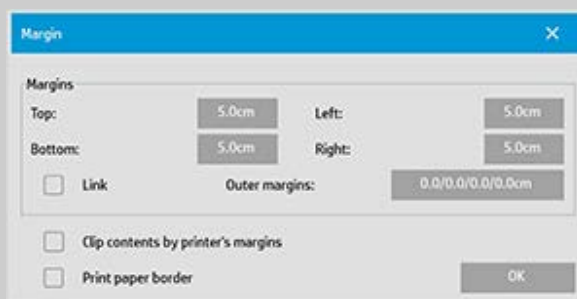 Margin
Margins
Top: 5.0cm Left: 5.0cm
Bottom: 5.0cm Right: 5.0cm
Link Outer margins: 0.0/0.0/0.0/0.0cm
Clip contents by printer's margins
Print paper border OK